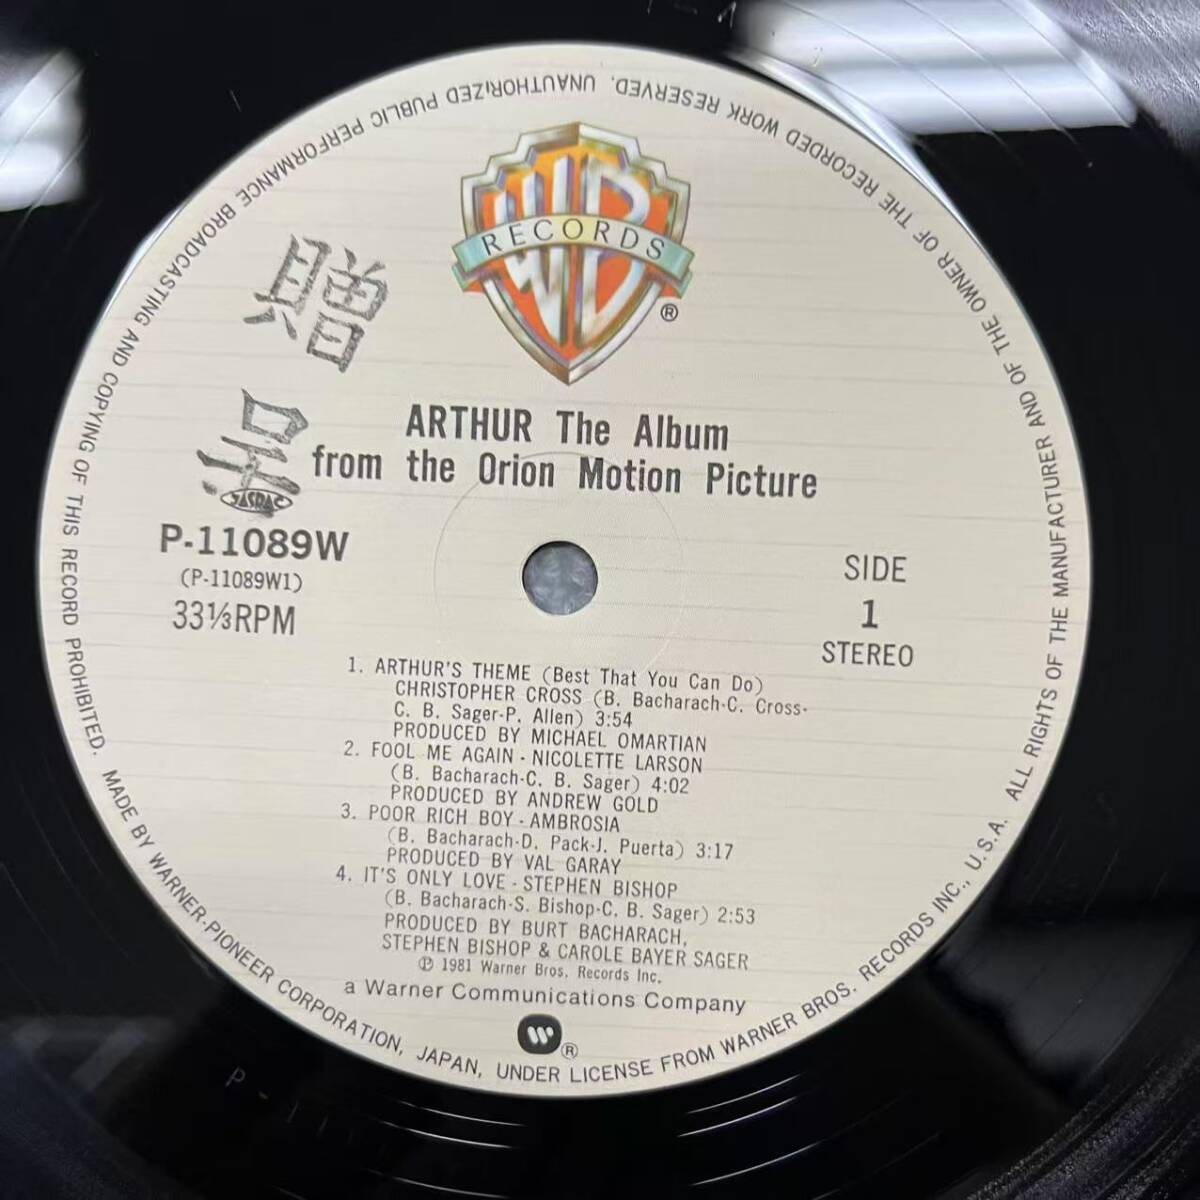 WB
RECORDS
®
贈
呈
JASRAC
ARTHUR The Album
from the Orion Motion Picture
P-11089W
(P-11089W1)
33⅓RPM
SIDE
1
STEREO
1. ARTHUR'S THEME (Best That You Can Do)
CHRISTOPHER CROSS (B. Bacharach-C. Cross-
C. B. Sager-P. Allen) 3:54
PRODUCED BY MICHAEL OMARTIAN
2. FOOL ME AGAIN - NICOLETTE LARSON
(B. Bacharach-C. B. Sager) 4:02
PRODUCED BY ANDREW GOLD
3. POOR RICH BOY - AMBROSIA
(B. Bacharach-D. Pack-J. Puerta) 3:17
PRODUCED BY VAL GARAY
4. IT'S ONLY LOVE - STEPHEN BISHOP
(B. Bacharach-S. Bishop-C. B. Sager) 2:53
PRODUCED BY BURT BACHARACH,
STEPHEN BISHOP & CAROLE BAYER SAGER
℗ 1981 Warner Bros. Records Inc.
a Warner Communications Company
®
MADE BY WARNER-PIONEER CORPORATION, JAPAN, UNDER LICENSE FROM WARNER BROS. RECORDS INC., U.S.A. ALL RIGHTS OF THE MANUFACTURER AND OF THE OWNER OF THE RECORDED WORK RESERVED. UNAUTHORIZED PUBLIC PERFORMANCE BROADCASTING AND COPYING OF THIS RECORD PROHIBITED.